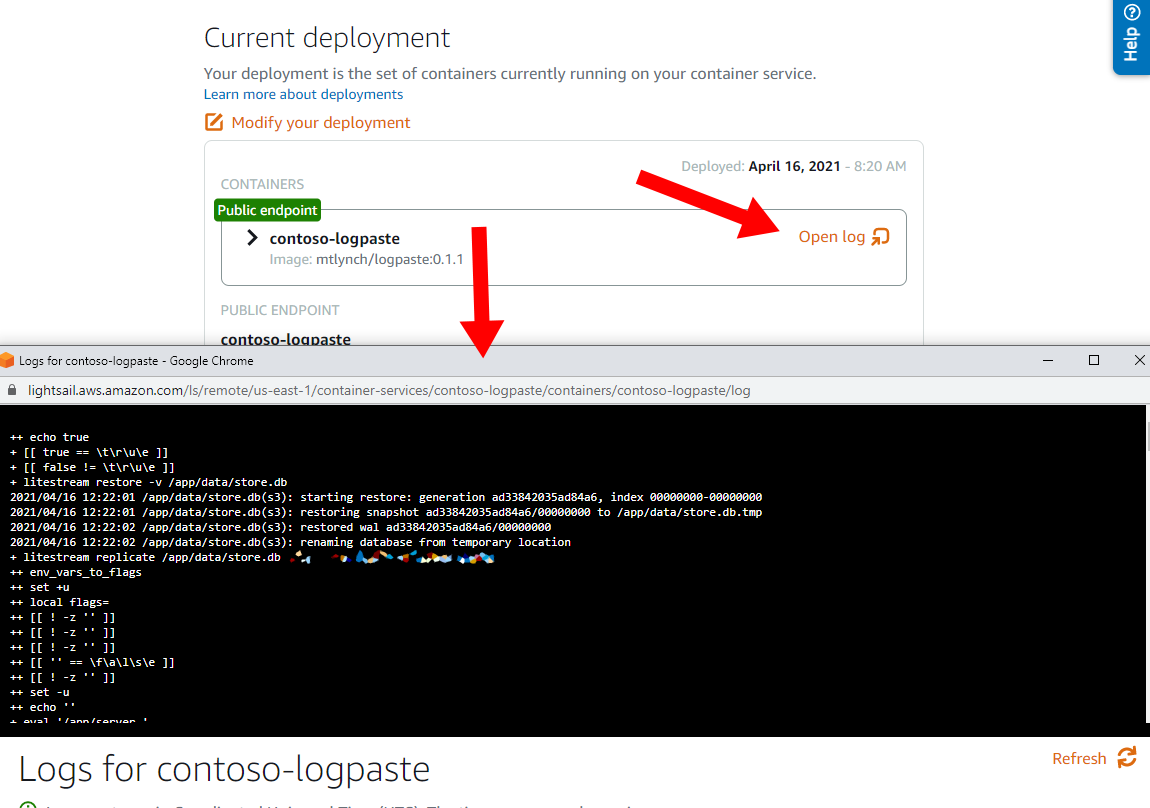 Help
Current deployment
Your deployment is the set of containers currently running on your container service.
Learn more about deployments
Modify your deployment
Deployed: April 16, 2021 - 8:20 AM
CONTAINERS
Public endpoint
contoso-logpaste
Open log
Image: mtlynch/logpaste:0.1.1
PUBLIC ENDPOINT
contoso-logpaste
Logs for contoso-logpaste - Google Chrome
lightsail.aws.amazon.com/ls/remote/us-east-1/container-services/contoso-logpaste/containers/contoso-logpaste/log
++ echo true
+ [[ true == \t\r\u\e ]]
+ [[ false != \t\r\u\e ]]
+ litestream restore -v /app/data/store.db
2021/04/16 12:22:01 /app/data/store.db(s3): starting restore: generation ad33842035ad84a6, index 00000000-00000000
2021/04/16 12:22:01 /app/data/store.db(s3): restoring snapshot ad33842035ad84a6/00000000 to /app/data/store.db.tmp
2021/04/16 12:22:02 /app/data/store.db(s3): restored wal ad33842035ad84a6/00000000
2021/04/16 12:22:02 /app/data/store.db(s3): renaming database from temporary location
+ litestream replicate /app/data/store.db
++ env_vars_to_flags
++ set +u
++ local flags=
++ [[ ! -z '' ]]
++ [[ ! -z '' ]]
++ [[ ! -z '' ]]
++ [[ '' == \f\a\l\s\e ]]
++ [[ ! -z '' ]]
++ set -u
++ echo ''
+ eval '/app/server '
Logs for contoso-logpaste
Refresh